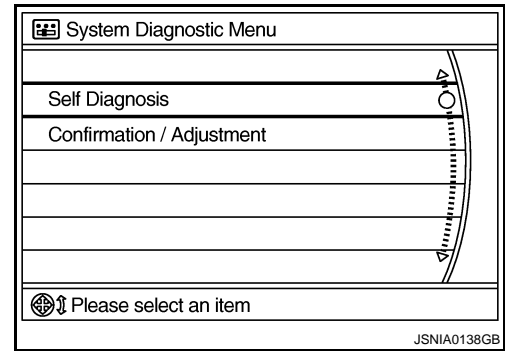 System Diagnostic Menu
Self Diagnosis
Confirmation / Adjustment
Please select an item
JSNIA0138GB